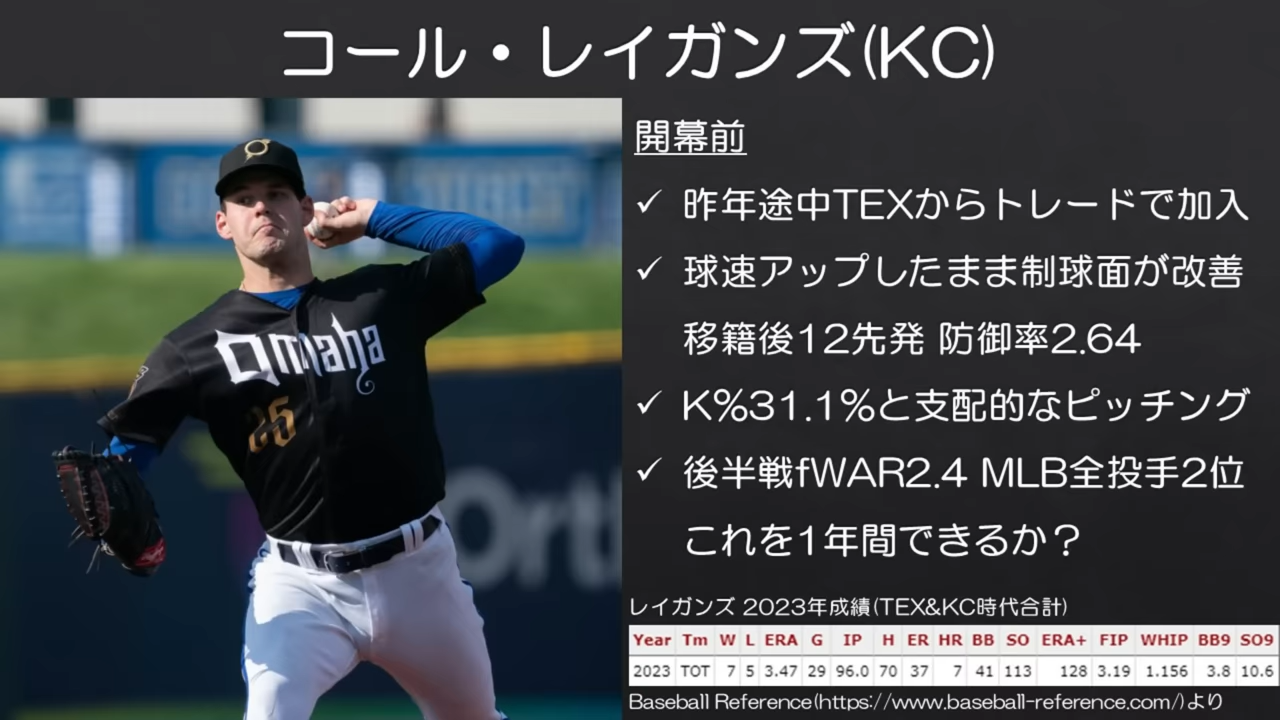 コール・レイガンズ(KC)
Omaha
26
開幕前
✓ 昨年途中TEXからトレードで加入
✓ 球速アップしたまま制球面が改善
移籍後12先発 防御率2.64
✓ K%31.1%と支配的なピッチング
✓ 後半戦fWAR2.4 MLB全投手2位
これを1年間できるか？
レイガンズ 2023年成績(TEX&KC時代合計)
Year Tm W L ERA G IP H ER HR BB SO ERA+ FIP WHIP BB9 SO9
2023 TOT 7 5 3.47 29 96.0 70 37 7 41 113 128 3.19 1.156 3.8 10.6
Baseball Reference(https://www.baseball-reference.com/)より